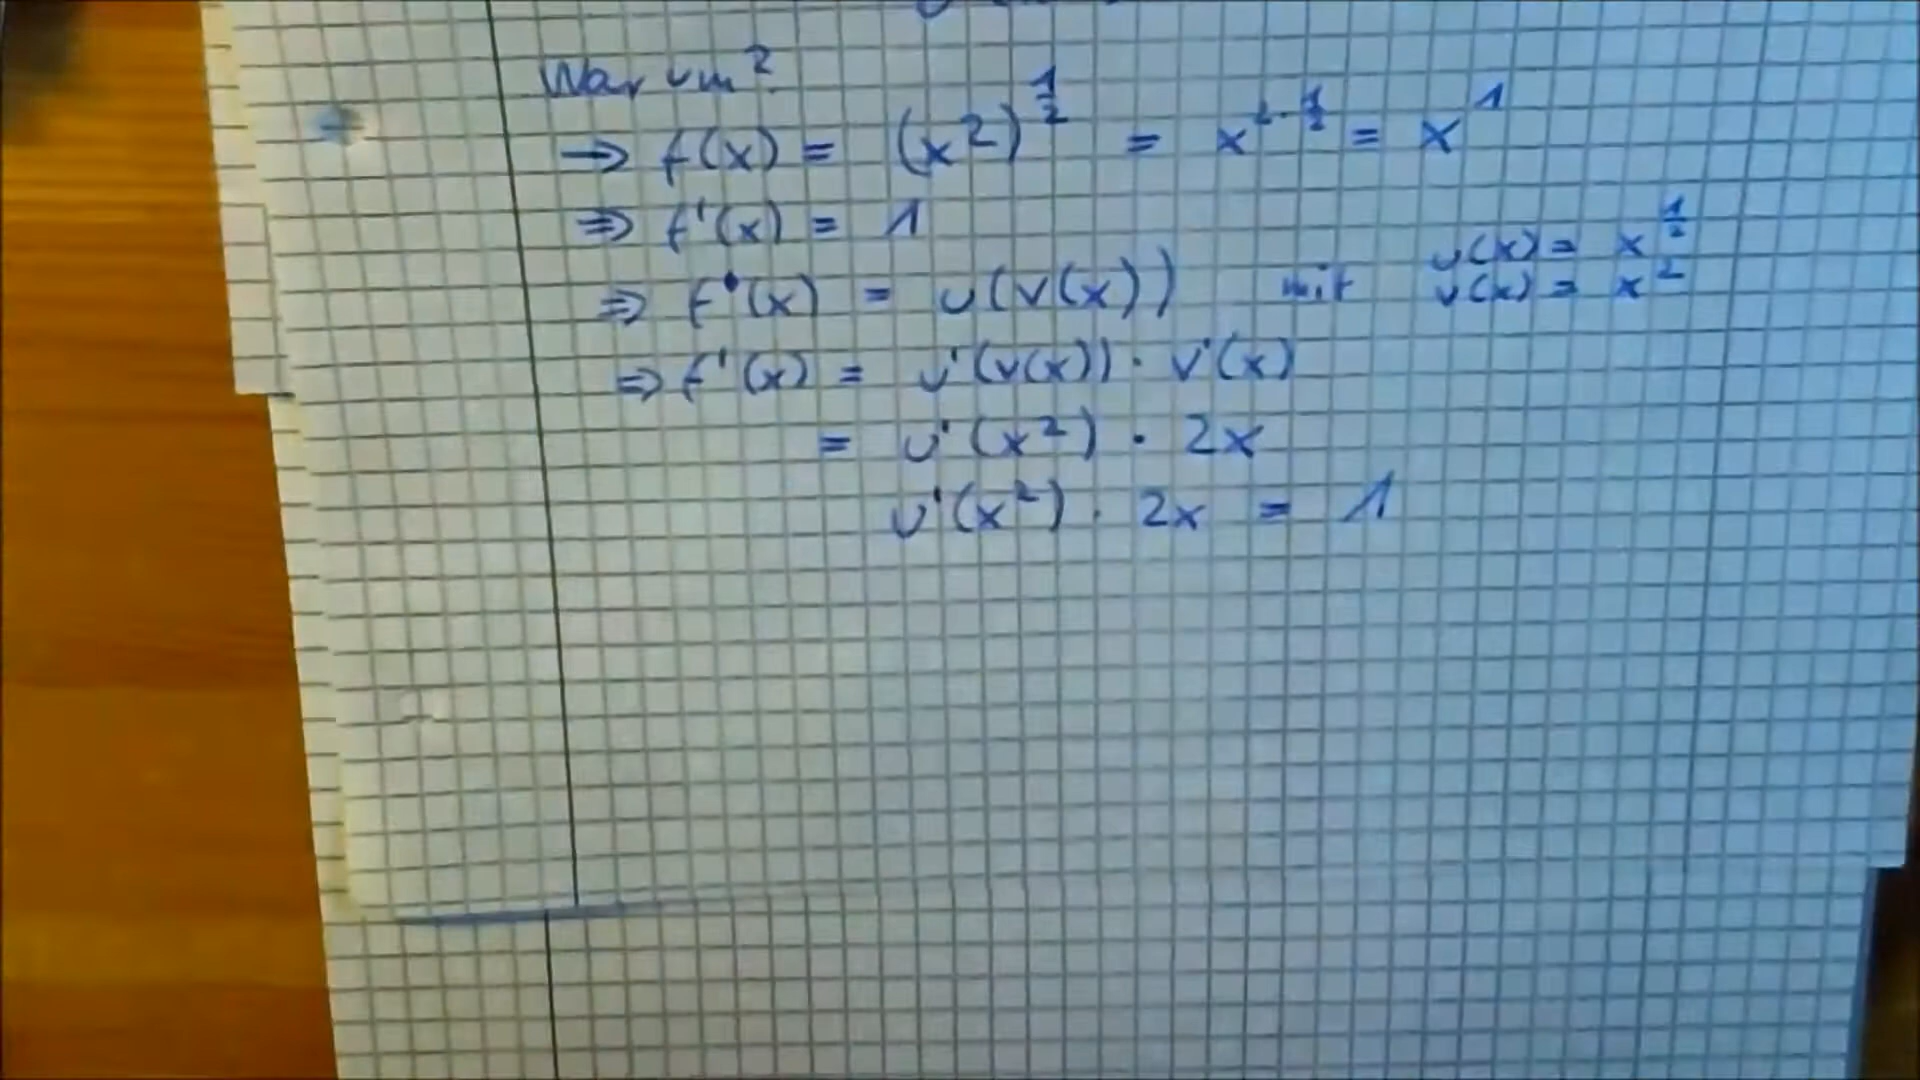 Warum?
→ f(x) = (x²)^½ = x^{2·½} = x^1
⇒ f'(x) = 1
⇒ f'(x) = u(v(x)) mit u(x) = x^½
v(x) = x²
⇒ f'(x) = u'(v(x)) · v'(x)
= u'(x²) · 2x
u'(x²) · 2x = 1